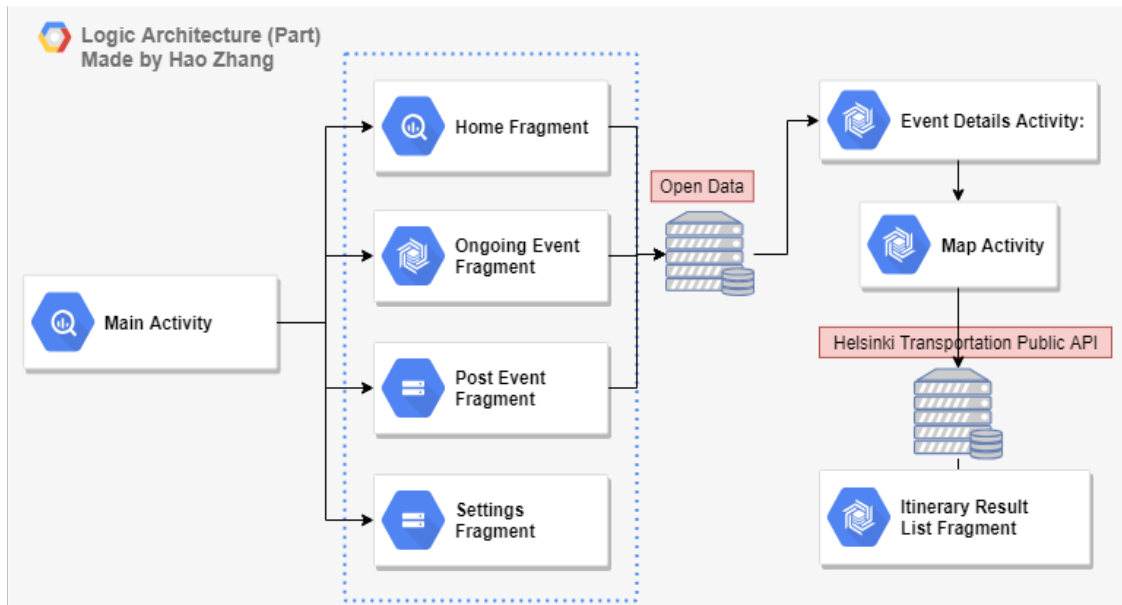 Logic Architecture (Part)
Made by Hao Zhang
Main Activity
Home Fragment
Ongoing Event
Fragment
Post Event
Fragment
Settings
Fragment
Open Data
Event Details Activity:
Map Activity
Helsinki Transportation Public API
Itinerary Result
List Fragment